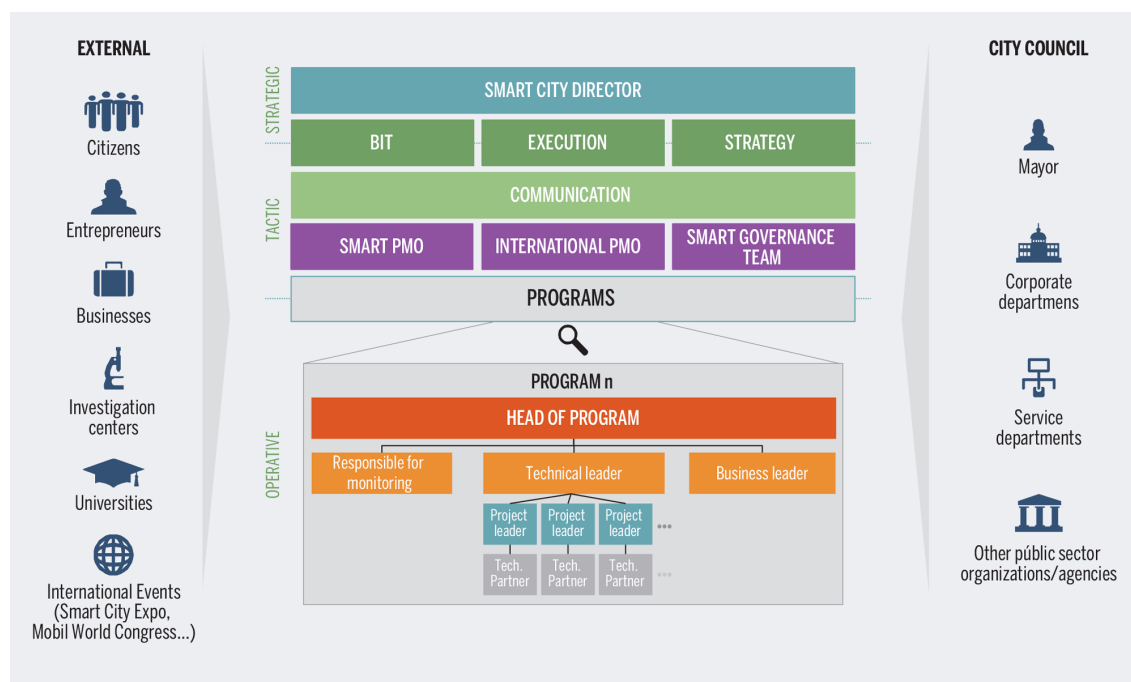 EXTERNAL
Citizens
Entrepreneurs
Businesses
Investigation
centers
Universities
International Events
(Smart City Expo,
Mobil World Congress...)
STRATEGIC
TACTIC
OPERATIVE
SMART CITY DIRECTOR
BIT
EXECUTION
STRATEGY
COMMUNICATION
SMART PMO
INTERNATIONAL PMO
SMART GOVERNANCE
TEAM
PROGRAMS
PROGRAM n
HEAD OF PROGRAM
Responsible for
monitoring
Technical leader
Business leader
Project
leader
Project
leader
Project
leader
•••
Tech.
Partner
Tech.
Partner
Tech.
Partner
•••
CITY COUNCIL
Mayor
Corporate
departmens
Service
departments
Other público sector
organizations/agencies